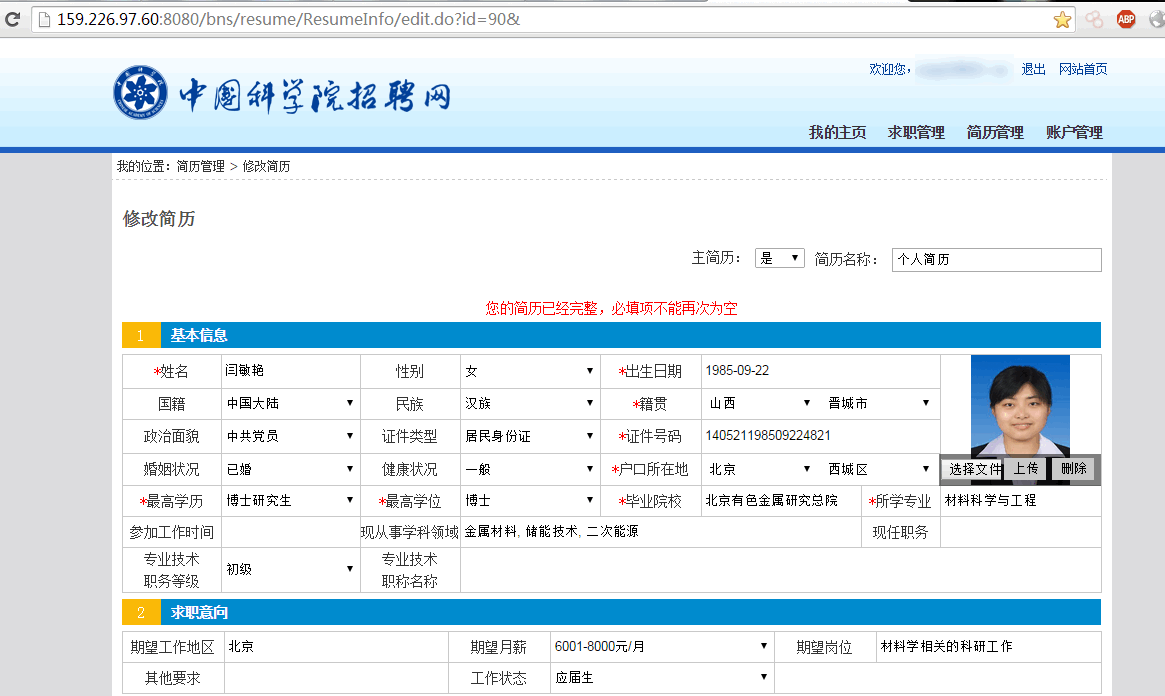 159.226.97.60:8080/bns/resume/ResumeInfo/edit.do?id=90&
ABP
欢迎您， 退出 网站首页
中国科学院招聘网
我的主页 求职管理 简历管理 账户管理
我的位置：简历管理 > 修改简历
修改简历
主简历： 是 简历名称： 个人简历
您的简历已经完整，必填项不能再次为空
1 基本信息
*姓名 闫敏艳 性别 女 *出生日期 1985-09-22
国籍 中国大陆 民族 汉族 *籍贯 山西 晋城市
政治面貌 中共党员 证件类型 居民身份证 *证件号码 140521198509224821
婚姻状况 已婚 健康状况 一般 *户口所在地 北京 西城区 选择文件 上传 删除
*最高学历 博士研究生 *最高学位 博士 *毕业院校 北京有色金属研究总院 *所学专业 材料科学与工程
参加工作时间 现从事学科领域 金属材料, 储能技术, 二次能源 现任职务
专业技术 专业技术
职务等级 初级 职称名称
2 求职意向
期望工作地区 北京 期望月薪 6001-8000元/月 期望岗位 材料学相关的科研工作
其他要求 工作状态 应届生